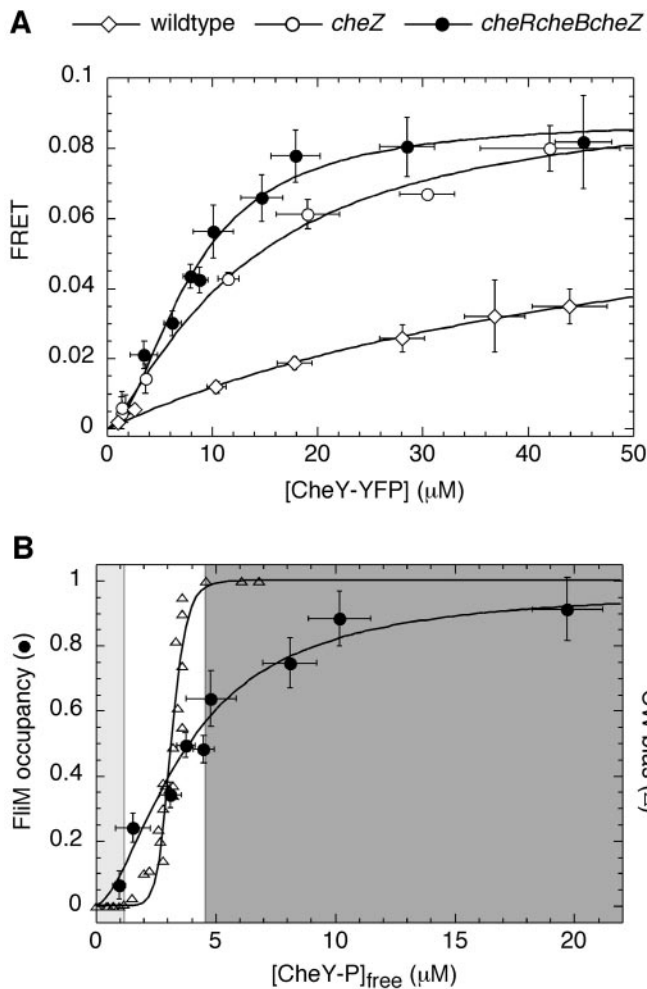 A
wildtype cheZ cheRcheBcheZ
0.1
0.08
0.06
0.04
0.02
0
FRET
0 10 20 30 40 50
[CheY-YFP] (μM)
B
1
0.8
0.6
0.4
0.2
0
FliM occupancy (●)
0 5 10 15 20
[CheY-P]free (μM)